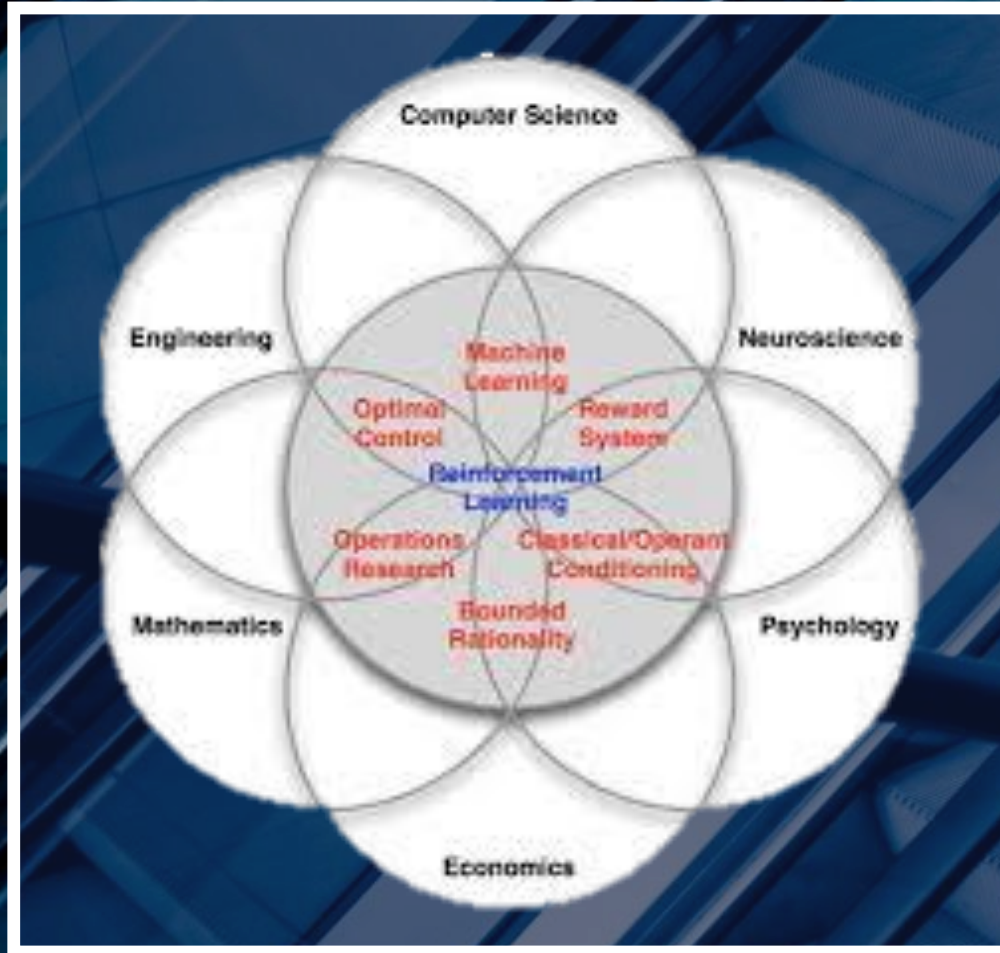 Computer Science
Engineering
Neuroscience
Machine
Learning
Optimal
Control
Reward
System
Reinforcement
Learning
Operations
Research
Classical/Operant
Conditioning
Bounded
Rationality
Mathematics
Psychology
Economics